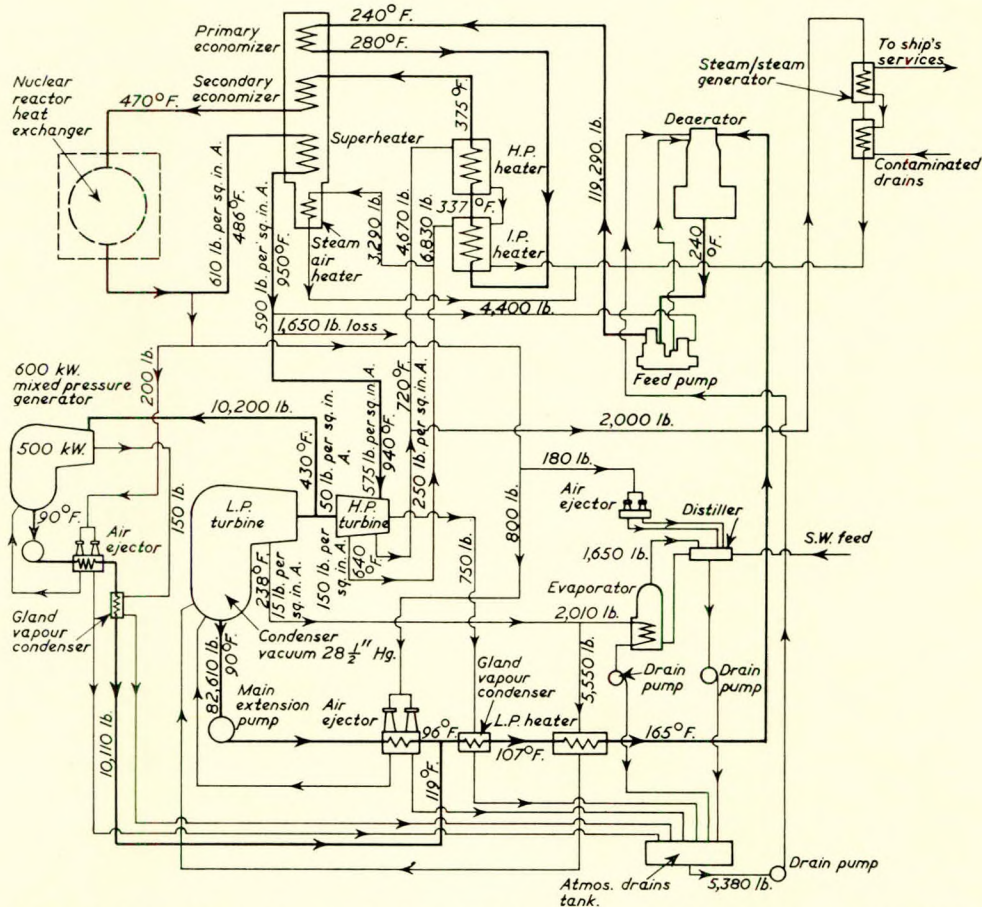 240°F.
Primary
economizer
280°F.
To ship's
services
Steam/steam
generator
Nuclear
reactor
heat
exchanger
Secondary
economizer
470°F.
375°F.
Deaerator
Superheater
H.P.
heater
119,290 lb.
Contaminated
drains
610 lb. per sq. in. A.
486°F.
337°F.
3,290 lb.
4,670 lb.
6,830 lb.
I.P.
heater
240
°F.
Steam
air
heater
590 lb. per sq. in. A.
950°F.
4,400 lb.
1,650 lb. loss
Feed pump
600 kW.
mixed pressure
generator
200 lb.
10,200 lb.
2,000 lb.
500 kW.
430°F.
50 lb. per sq. in.
A.
575 lb. per sq. in. A
940°F.
720°F.
250 lb. per sq. in. A.
180 lb.
Air
ejector
Distiller
150 lb.
90°F.
L.P.
turbine
H.P.
turbine
800 lb.
S.W. feed
Air
ejector
1,650 lb.
238°F.
15 lb. per
sq. in. A.
150 lb. per
sq. in. A.
640
°F.
750 lb.
Evaporator
2,010 lb.
Gland
vapour
condenser
Condenser
vacuum 28½" Hg.
82,610 lb.
90°F.
5,550 lb.
Drain
pump
Drain
pump
Gland
vapour
condenser
Main
extension
pump
Air
ejector
L.P. heater
96°F.
107°F.
165°F.
10,110 lb.
119°F.
Drain pump
Atmos. drains
tank.
5,380 lb.